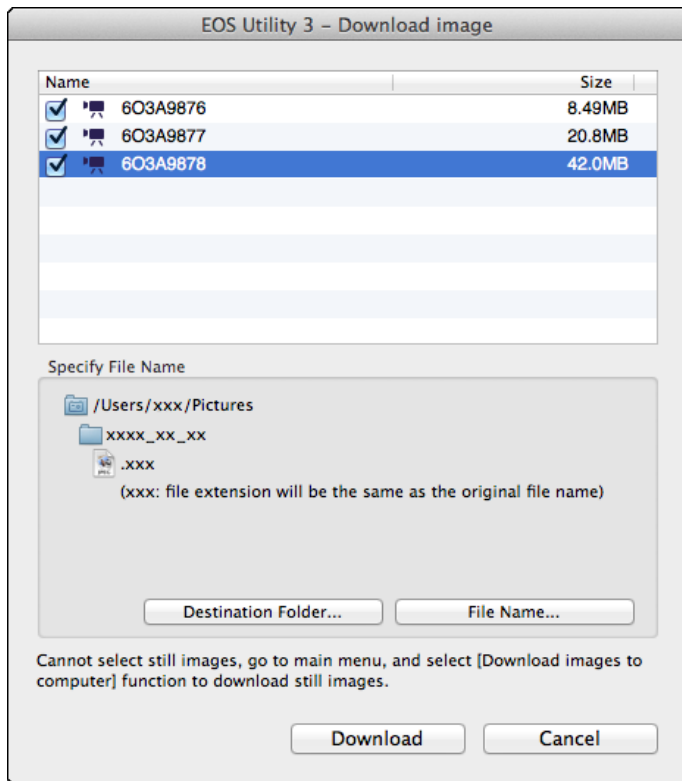 EOS Utility 3 – Download image
Name Size
6O3A9876 8.49MB
6O3A9877 20.8MB
6O3A9878 42.0MB
Specify File Name
/Users/xxx/Pictures
xxxx_xx_xx
.xxx
(xxx: file extension will be the same as the original file name)
Destination Folder... File Name...
Cannot select still images, go to main menu, and select [Download images to
computer] function to download still images.
Download Cancel